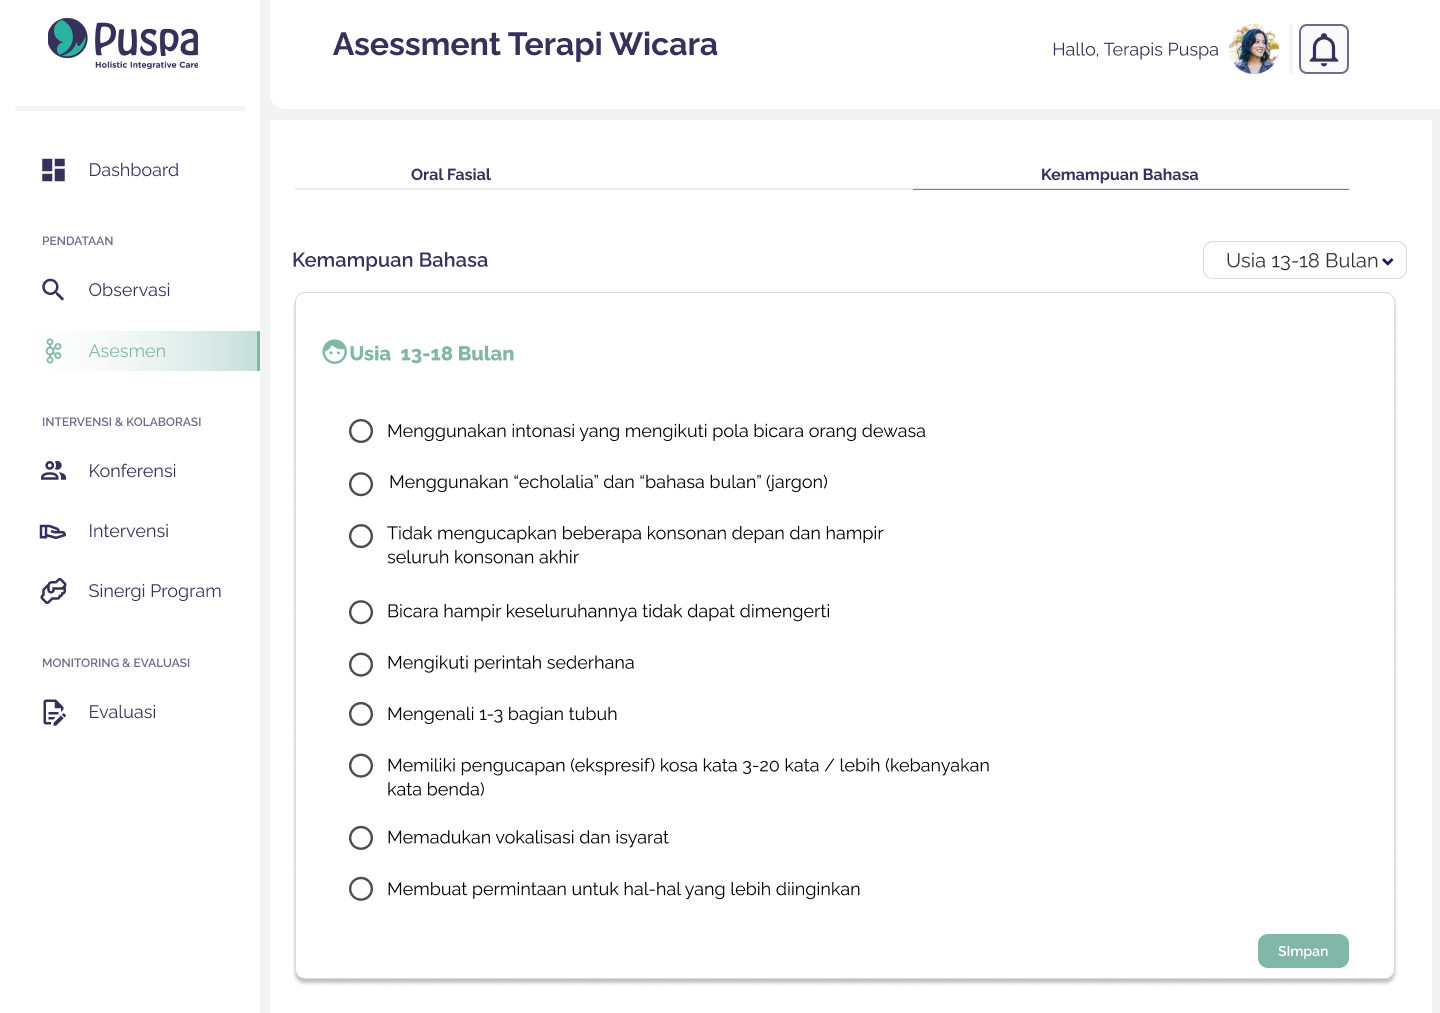 Puspa
Holistic Integrative Care
Asessment Terapi Wicara
Hallo, Terapis Puspa
Dashboard
PENDATAAN
Observasi
Asesmen
INTERVENSI & KOLABORASI
Konferensi
Intervensi
Sinergi Program
MONITORING & EVALUASI
Evaluasi
Oral Fasial
Kemampuan Bahasa
Kemampuan Bahasa
Usia 13-18 Bulan
Usia 13-18 Bulan
Menggunakan intonasi yang mengikuti pola bicara orang dewasa
Menggunakan “echolalia” dan “bahasa bulan” (jargon)
Tidak mengucapkan beberapa konsonan depan dan hampir
seluruh konsonan akhir
Bicara hampir keseluruhannya tidak dapat dimengerti
Mengikuti perintah sederhana
Mengenali 1-3 bagian tubuh
Memiliki pengucapan (ekspresif) kosa kata 3-20 kata / lebih (kebanyakan
kata benda)
Memadukan vokalisasi dan isyarat
Membuat permintaan untuk hal-hal yang lebih diinginkan
SImpan